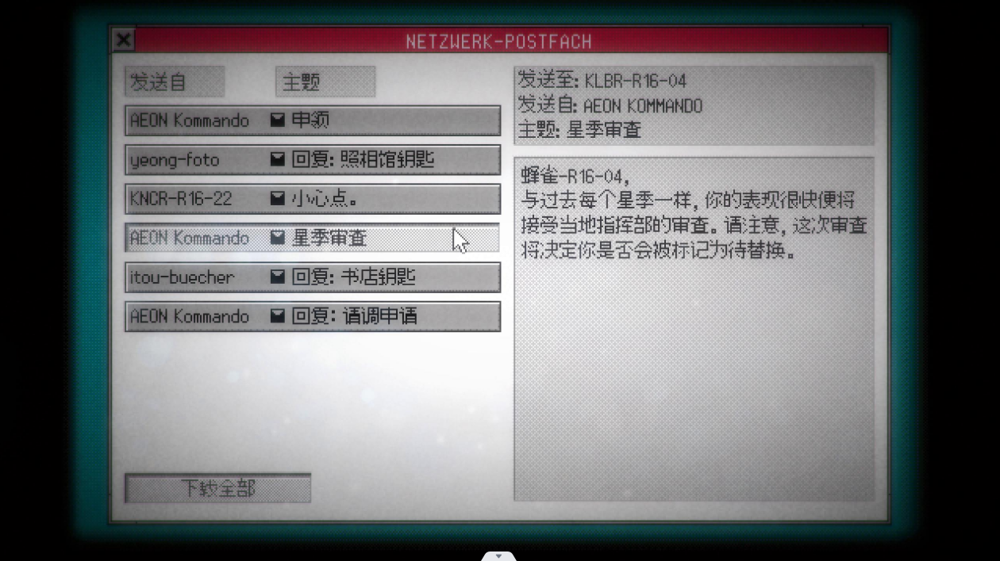 NETZWERK-POSTFACH
发送自 主题
AEON Kommando 申领
yeong-foto 回复: 照相馆钥匙
KNCR-R16-22 小心点。
AEON Kommando 星季审查
itou-buecher 回复: 书店钥匙
AEON Kommando 回复: 请调申请
下载全部
发送至: KLBR-R16-04
发送自: AEON KOMMANDO
主题: 星季审查
蜂雀-R16-04,
与过去每个星季一样, 你的表现很快便将
接受当地指挥部的审查。请注意, 这次审查
将决定你是否会被标记为待替换。